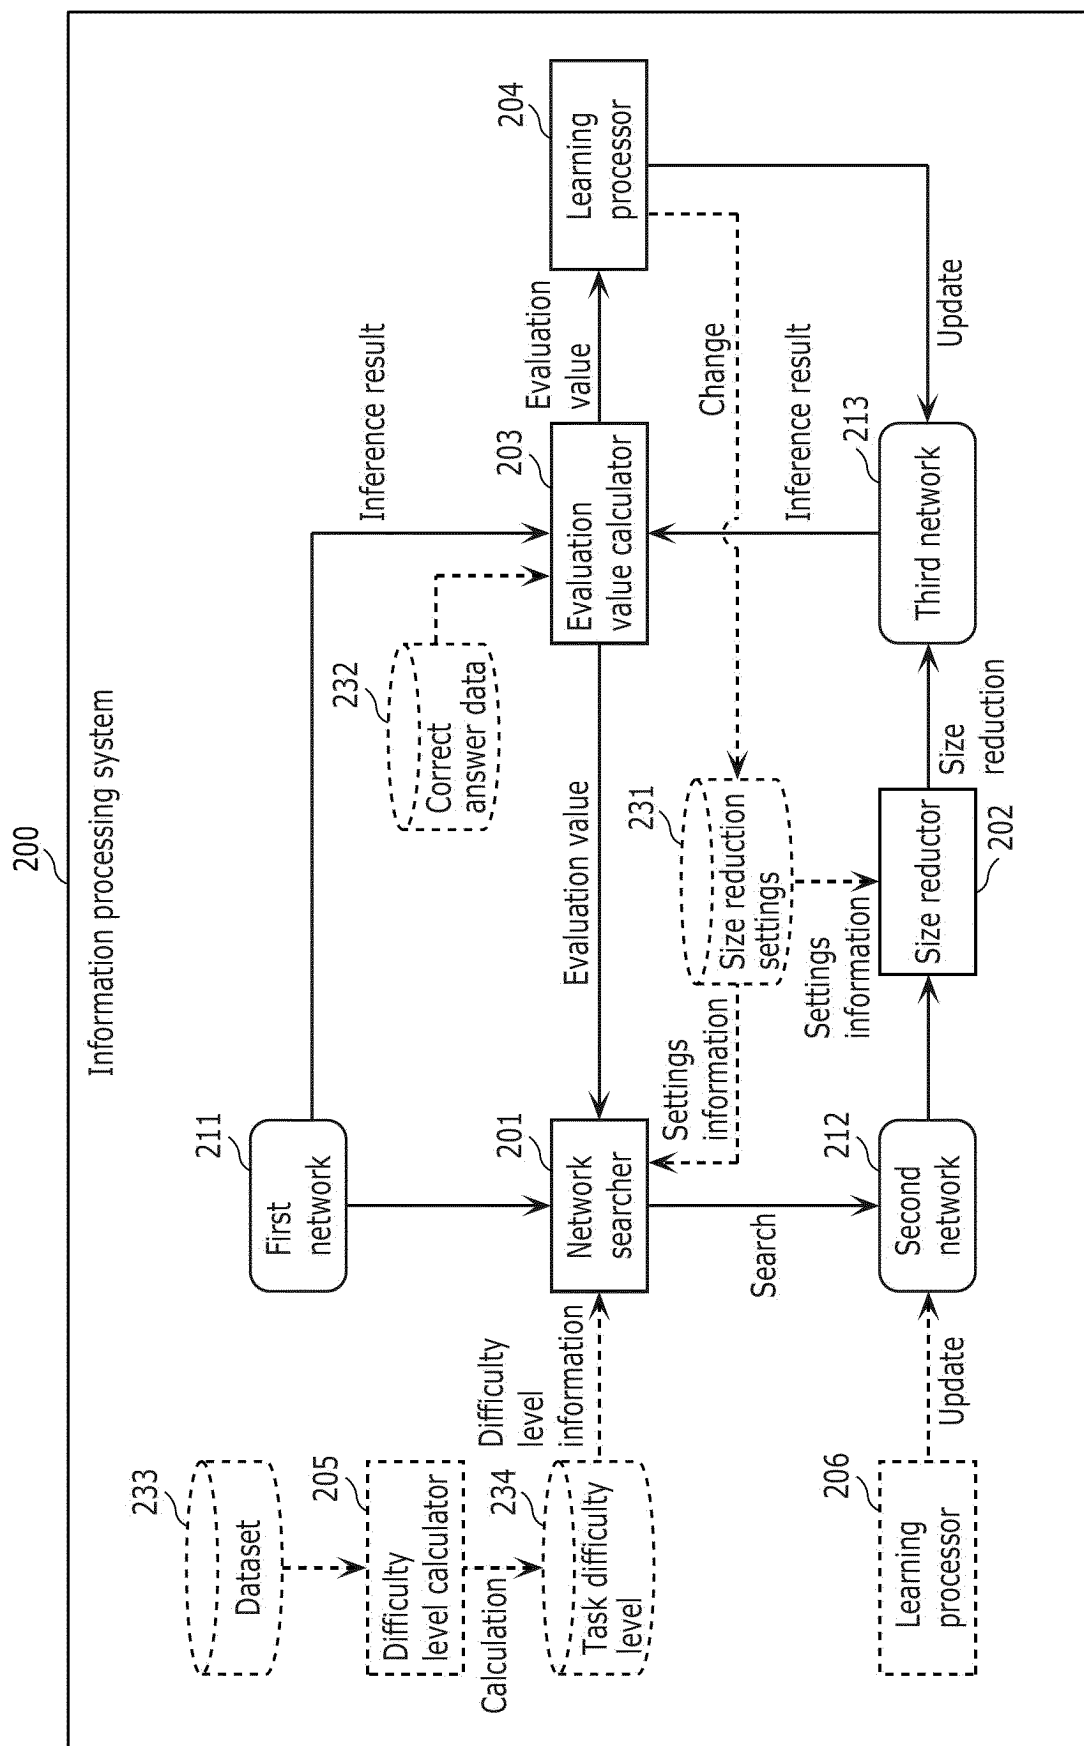 200
Information processing system
233
Dataset
205
Difficulty
level calculator
Calculation
234
Task difficulty
level
Difficulty
level
information
211
First
network
Inference result
232
Correct
answer data
201
Network
searcher
Evaluation value
203
Evaluation
value calculator
Evaluation
value
204
Learning
processor
Search
Settings
information
231
Size reduction
settings
Change
Settings
information
Inference result
Update
206
Learning
processor
Update
212
Second
network
Size reductor
202
Size
reduction
213
Third network